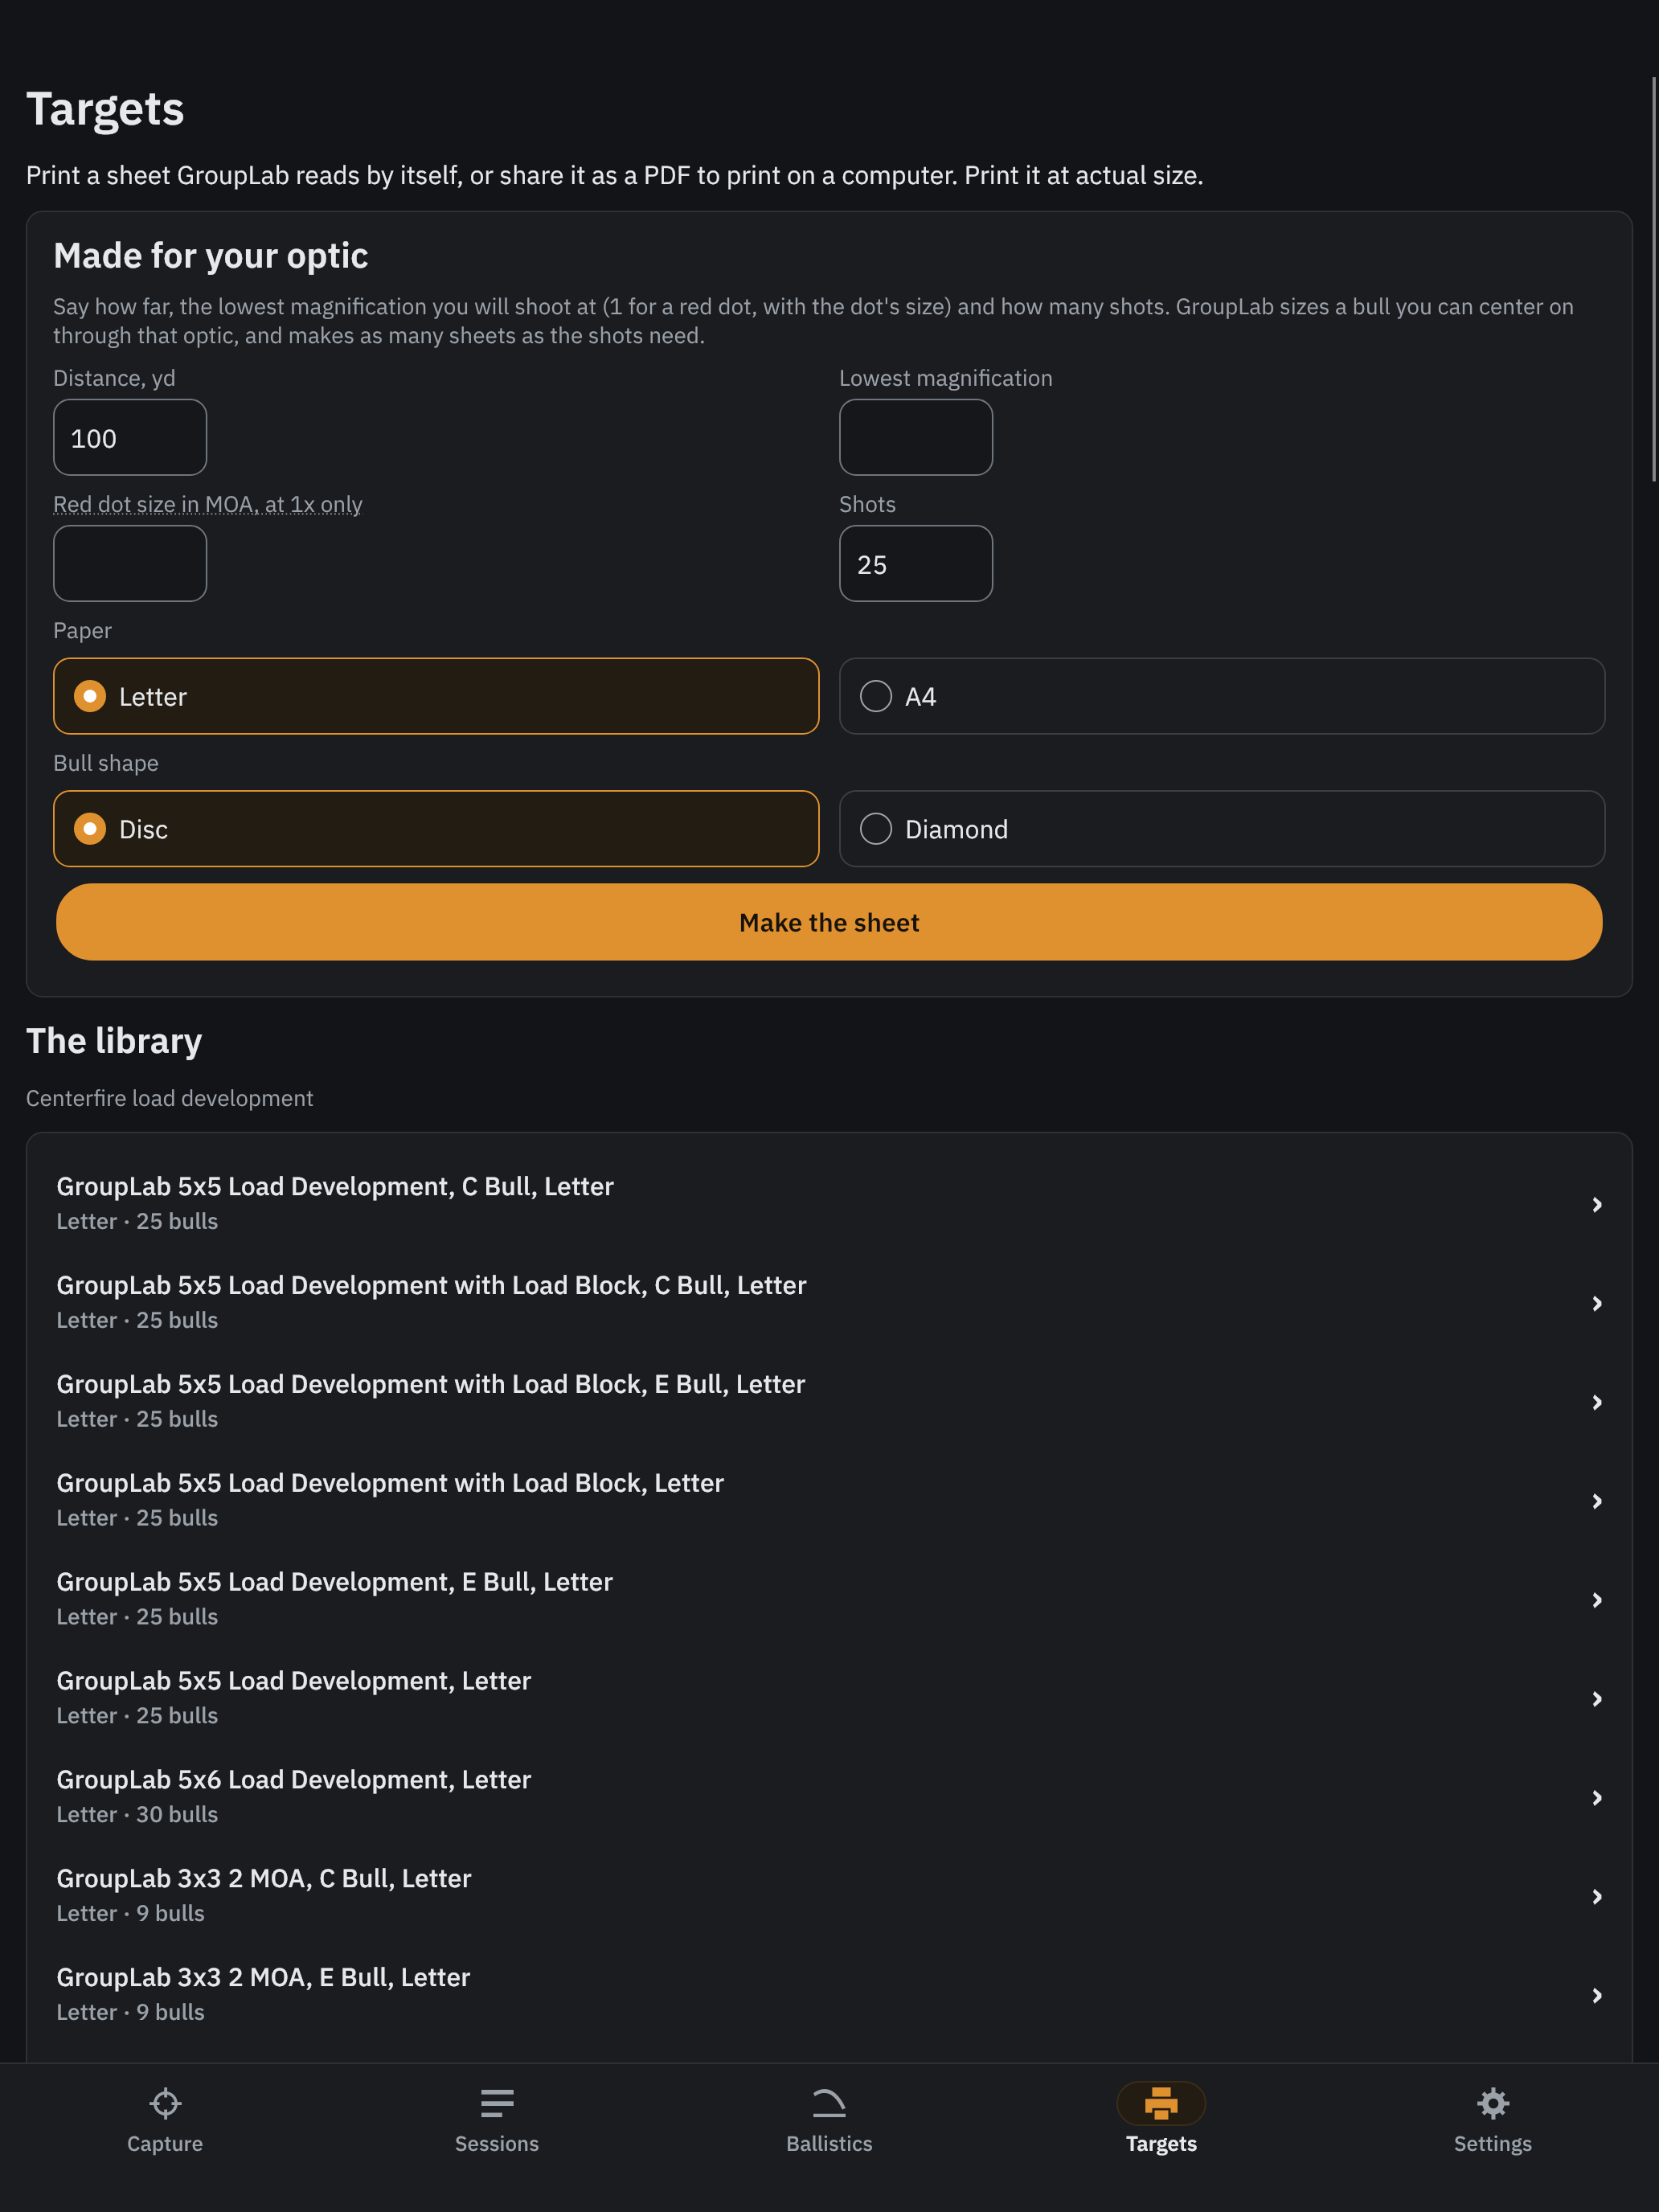 Targets
Print a sheet GroupLab reads by itself, or share it as a PDF to print on a computer. Print it at actual size.
Made for your optic
Say how far, the lowest magnification you will shoot at (1 for a red dot, with the dot's size) and how many shots. GroupLab sizes a bull you can center on
through that optic, and makes as many sheets as the shots need.
Distance, yd
Lowest magnification
100
Red dot size in MOA, at 1x only
Shots
25
Paper
Letter
A4
Bull shape
Disc
Diamond
Make the sheet
The library
Centerfire load development
GroupLab 5x5 Load Development, C Bull, Letter
Letter · 25 bulls
GroupLab 5x5 Load Development with Load Block, C Bull, Letter
Letter · 25 bulls
GroupLab 5x5 Load Development with Load Block, E Bull, Letter
Letter · 25 bulls
GroupLab 5x5 Load Development with Load Block, Letter
Letter · 25 bulls
GroupLab 5x5 Load Development, E Bull, Letter
Letter · 25 bulls
GroupLab 5x5 Load Development, Letter
Letter · 25 bulls
GroupLab 5x6 Load Development, Letter
Letter · 30 bulls
GroupLab 3x3 2 MOA, C Bull, Letter
Letter · 9 bulls
GroupLab 3x3 2 MOA, E Bull, Letter
Letter · 9 bulls
Capture
Sessions
Ballistics
Targets
Settings